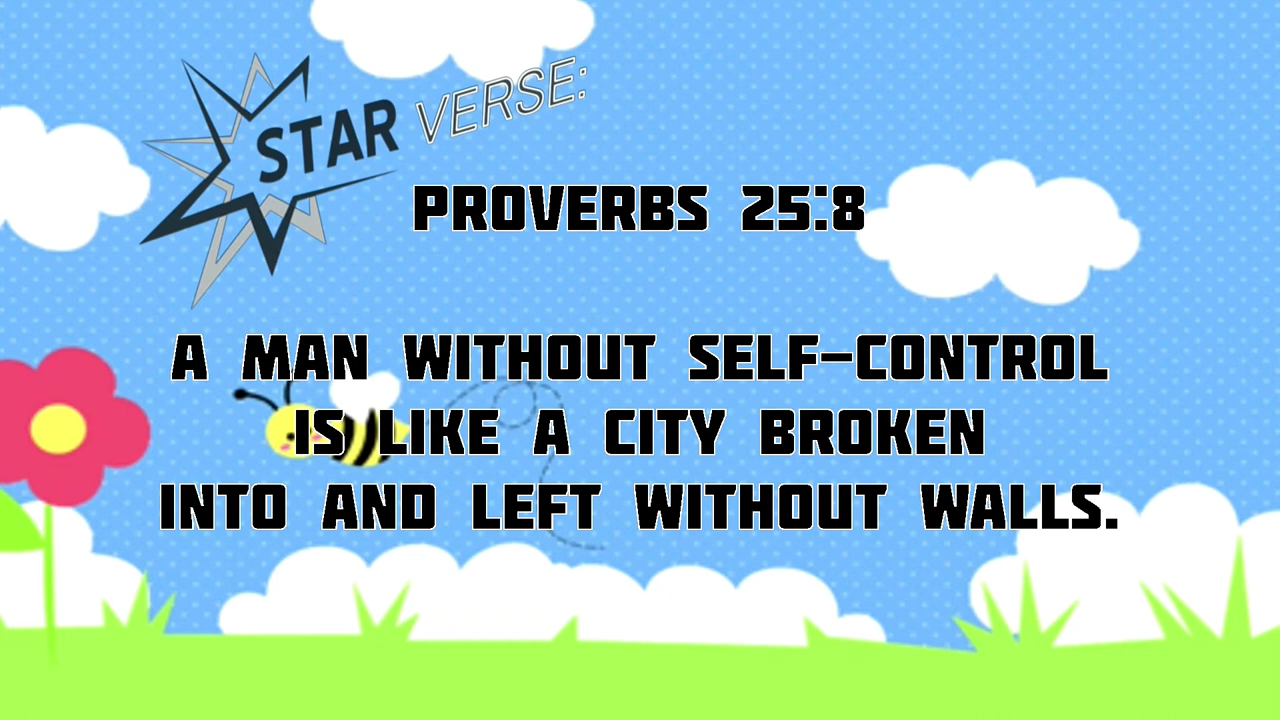 STAR VERSE:
PROVERBS 25:8
A MAN WITHOUT SELF-CONTROL
IS LIKE A CITY BROKEN
INTO AND LEFT WITHOUT WALLS.